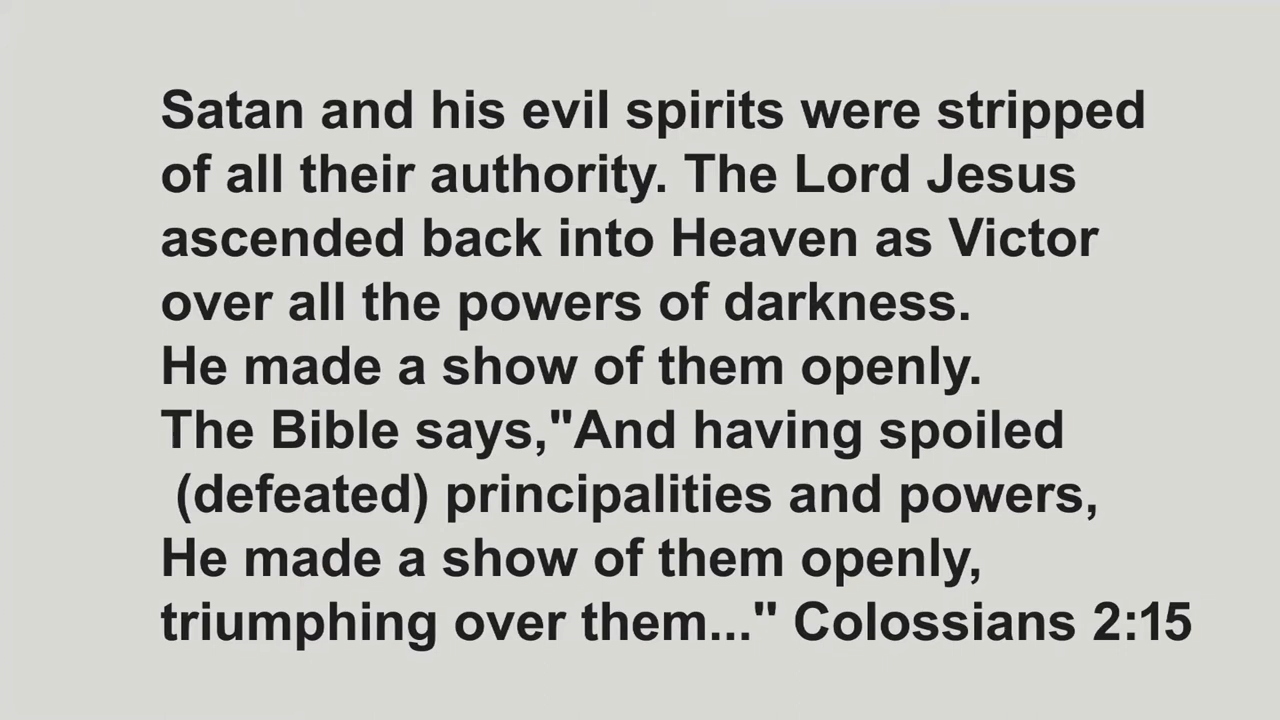 Satan and his evil spirits were stripped
of all their authority. The Lord Jesus
ascended back into Heaven as Victor
over all the powers of darkness.
He made a show of them openly.
The Bible says,"And having spoiled
(defeated) principalities and powers,
He made a show of them openly,
triumphing over them..." Colossians 2:15